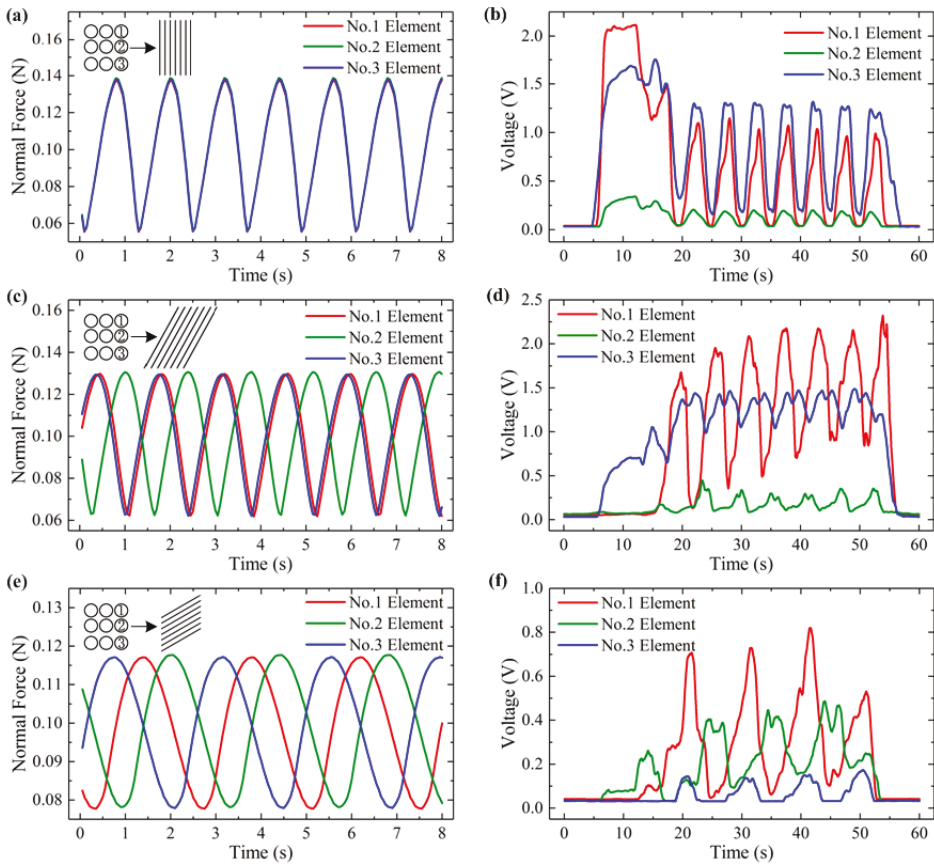 (a)
Normal Force (N)
0.16
0.14
0.12
0.10
0.08
0.06
①
②
③
No.1 Element
No.2 Element
No.3 Element
0 1 2 3 4 5 6 7 8
Time (s)
(b)
Voltage (V)
2.0
1.5
1.0
0.5
0.0
No.1 Element
No.2 Element
No.3 Element
0 10 20 30 40 50 60
Time (s)
(c)
Normal Force (N)
0.16
0.14
0.12
0.10
0.08
0.06
①
②
③
No.1 Element
No.2 Element
No.3 Element
0 1 2 3 4 5 6 7 8
Time (s)
(d)
Voltage (V)
2.5
2.0
1.5
1.0
0.5
0.0
No.1 Element
No.2 Element
No.3 Element
0 10 20 30 40 50 60
Time (s)
(e)
Normal Force (N)
0.13
0.12
0.11
0.10
0.09
0.08
①
②
③
No.1 Element
No.2 Element
No.3 Element
0 1 2 3 4 5 6 7 8
Time (s)
(f)
Voltage (V)
1.0
0.8
0.6
0.4
0.2
0.0
No.1 Element
No.2 Element
No.3 Element
0 10 20 30 40 50 60
Time (s)